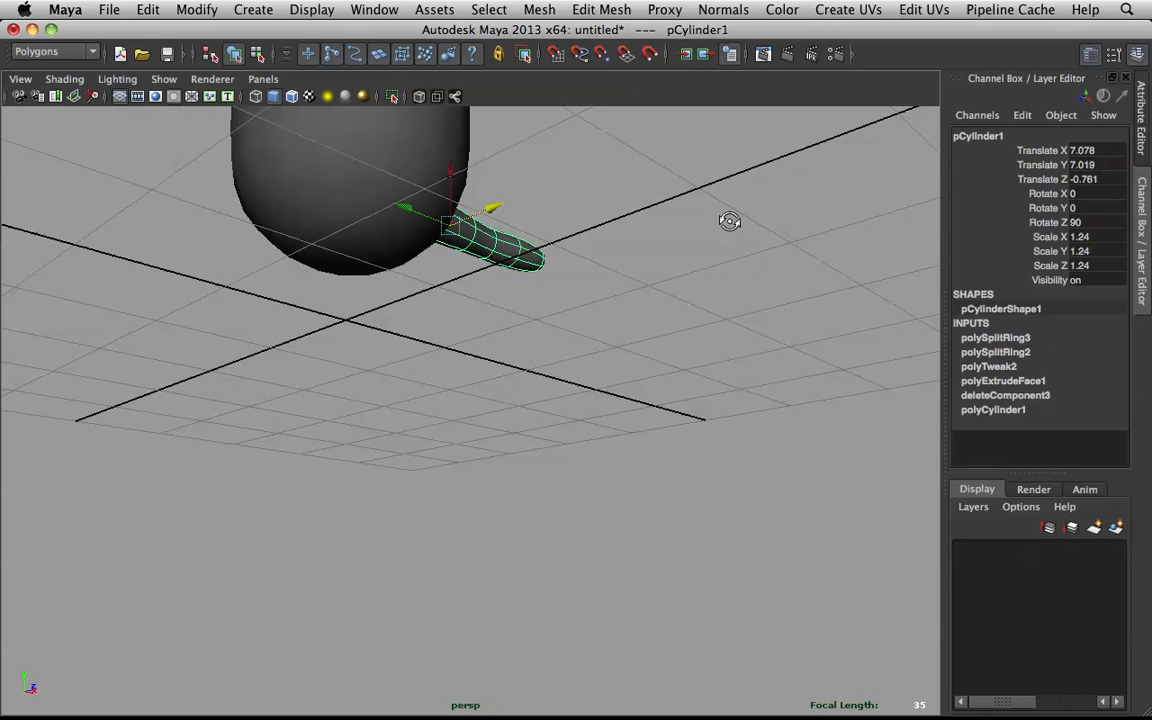 Maya File Edit Modify Create Display Window Assets Select Mesh Edit Mesh Proxy Normals Color Create UVs Edit UVs Pipeline Cache Help
Autodesk Maya 2013 x64: untitled* --- pCylinder1
Polygons
View Shading Lighting Show Renderer Panels
Channel Box / Layer Editor
Channels Edit Object Show
pCylinder1
Translate X 7.078
Translate Y 7.019
Translate Z -0.761
Rotate X 0
Rotate Y 0
Rotate Z 90
Scale X 1.24
Scale Y 1.24
Scale Z 1.24
Visibility on
SHAPES
pCylinderShape1
INPUTS
polySplitRing3
polySplitRing2
polyTweak2
polyExtrudeFace1
deleteComponent3
polyCylinder1
Display Render Anim
Layers Options Help
Attribute Editor
Channel Box / Layer Editor
persp
Focal Length: 35